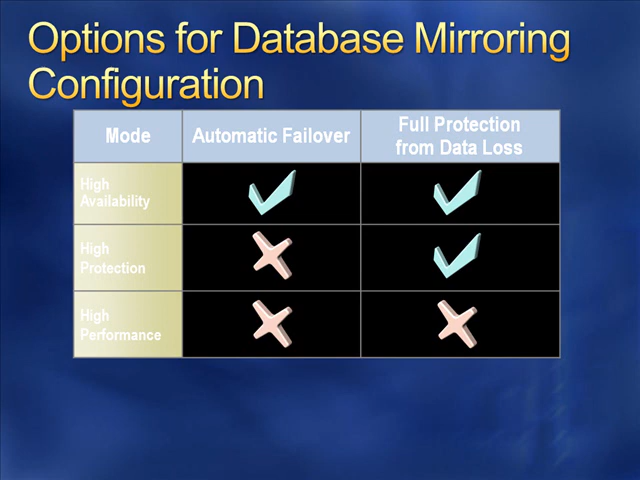 Options for Database Mirroring
Configuration
Mode
Automatic Failover
Full Protection
from Data Loss
High
Availability
High
Protection
High
Performance